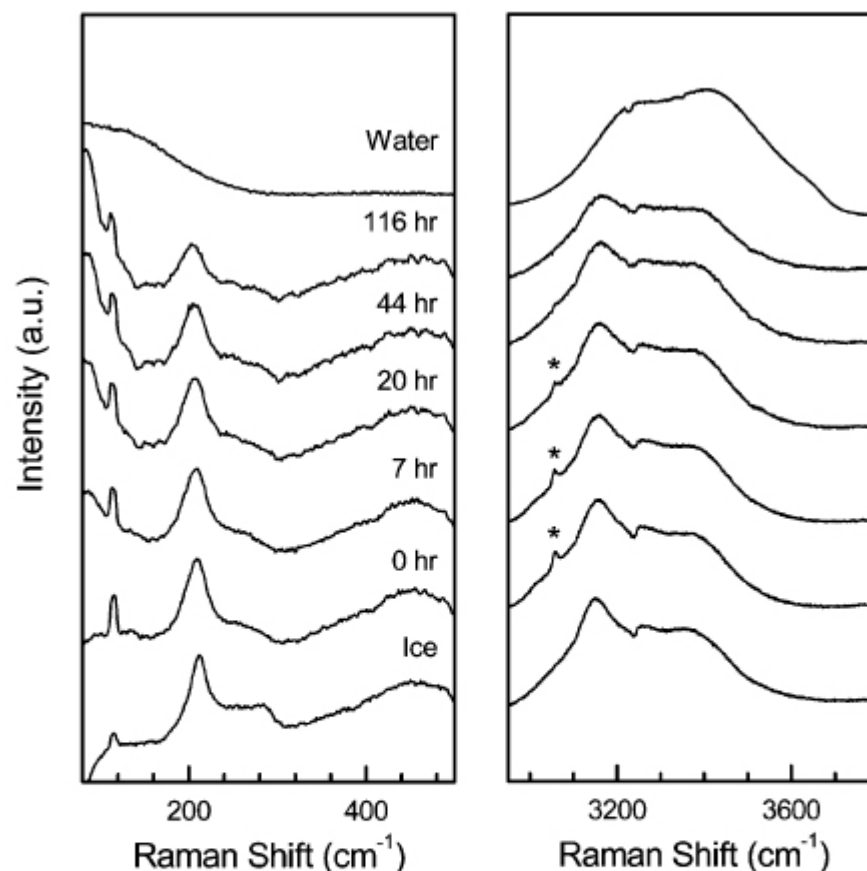 Intensity (a.u.)
Water
116 hr
44 hr
20 hr
7 hr
0 hr
Ice
200 400
Raman Shift (cm⁻¹)
*
*
*
3200 3600
Raman Shift (cm⁻¹)